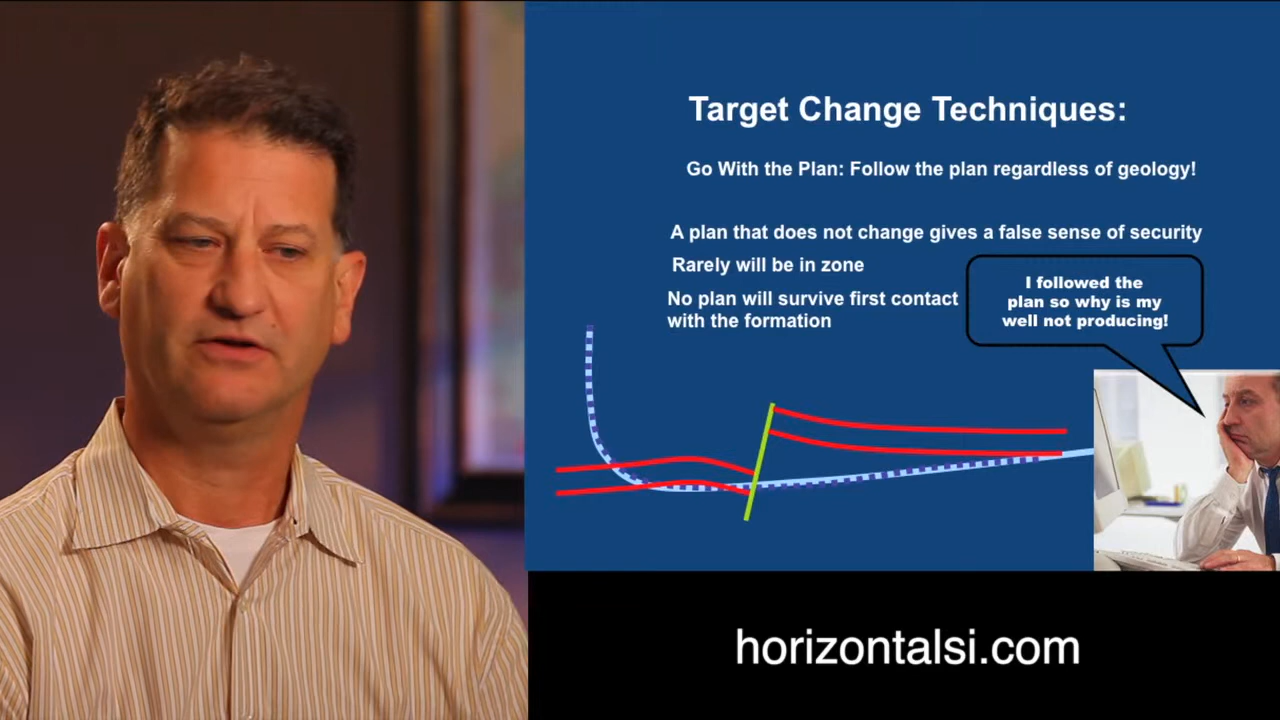 Target Change Techniques:
Go With the Plan: Follow the plan regardless of geology!
A plan that does not change gives a false sense of security
Rarely will be in zone
No plan will survive first contact
with the formation
I followed the
plan so why is my
well not producing!
horizontalsi.com